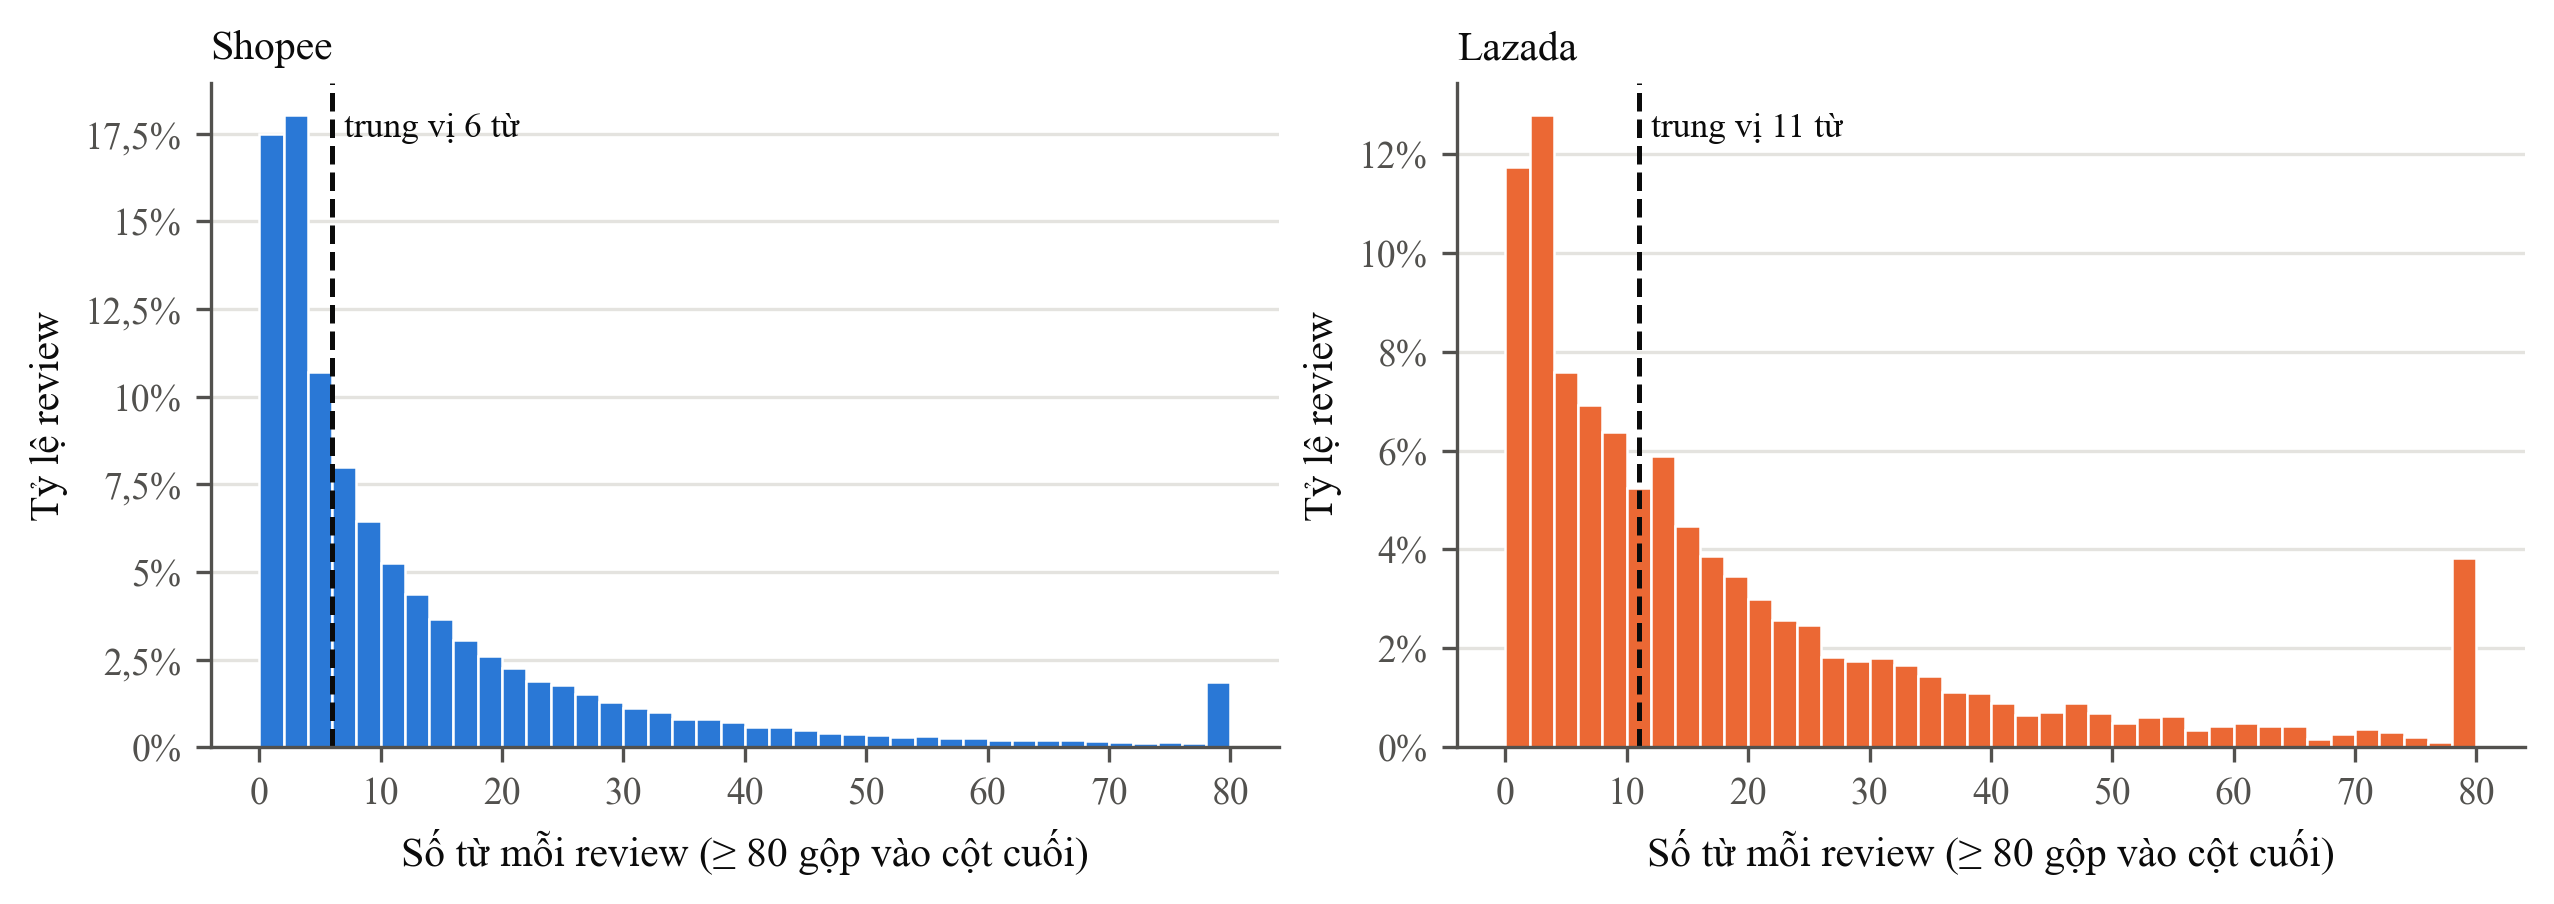 Shopee
trung vị 6 từ
17,5%
15%
12,5%
10%
7,5%
5%
2,5%
0%
Tỷ lệ review
0 10 20 30 40 50 60 70 80
Số từ mỗi review (≥ 80 gộp vào cột cuối)
Lazada
trung vị 11 từ
12%
10%
8%
6%
4%
2%
0%
Tỷ lệ review
0 10 20 30 40 50 60 70 80
Số từ mỗi review (≥ 80 gộp vào cột cuối)